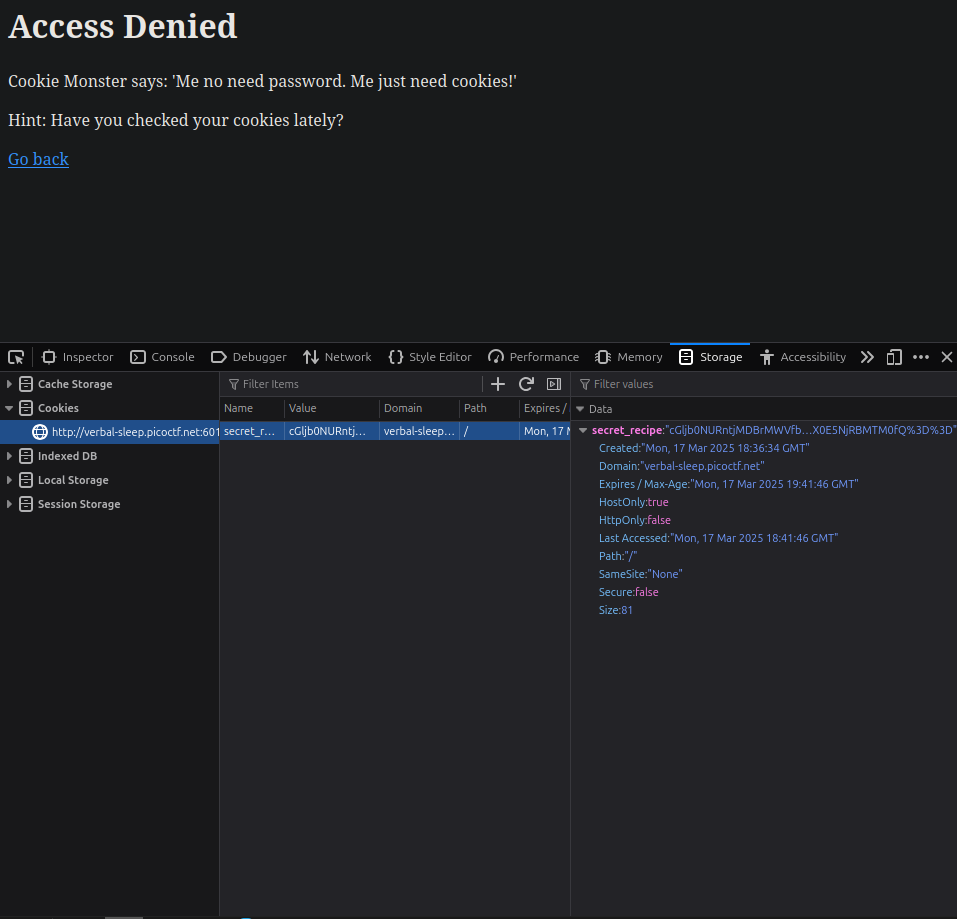 Access Denied
Cookie Monster says: 'Me no need password. Me just need cookies!'
Hint: Have you checked your cookies lately?
Go back
Inspector Console Debugger Network Style Editor Performance Memory Storage Accessibility
Cache Storage
Cookies
http://verbal-sleep.picoctf.net:601
Indexed DB
Local Storage
Session Storage
Filter Items
Name Value Domain Path Expires /
secret_r... cGljb0NURntj... verbal-sleep... / Mon, 17 M
Filter values
Data
secret_recipe:"cGljb0NURntjMDBrMWVfb...X0E5NjRBMTM0fQ%3D%3D"
Created:"Mon, 17 Mar 2025 18:36:34 GMT"
Domain:"verbal-sleep.picoctf.net"
Expires / Max-Age:"Mon, 17 Mar 2025 19:41:46 GMT"
HostOnly:true
HttpOnly:false
Last Accessed:"Mon, 17 Mar 2025 18:41:46 GMT"
Path:"/"
SameSite:"None"
Secure:false
Size:81